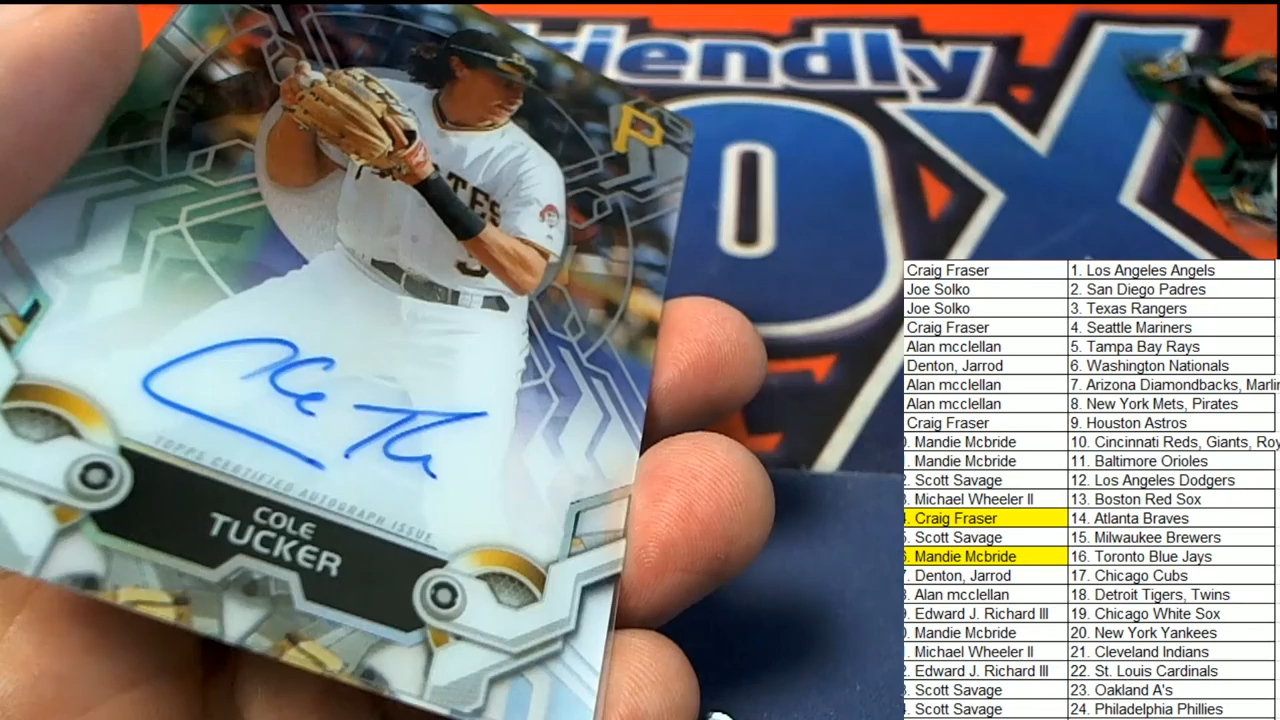 riendly
OX
P
TES
Cole Tucker
TOPPS CERTIFIED AUTOGRAPH ISSUE
COLE
TUCKER
Craig Fraser 1. Los Angeles Angels
Joe Solko 2. San Diego Padres
Joe Solko 3. Texas Rangers
Craig Fraser 4. Seattle Mariners
Alan mcclellan 5. Tampa Bay Rays
Denton, Jarrod 6. Washington Nationals
Alan mcclellan 7. Arizona Diamondbacks, Marli
Alan mcclellan 8. New York Mets, Pirates
Craig Fraser 9. Houston Astros
. Mandie Mcbride 10. Cincinnati Reds, Giants, Roy
. Mandie Mcbride 11. Baltimore Orioles
. Scott Savage 12. Los Angeles Dodgers
. Michael Wheeler II 13. Boston Red Sox
. Craig Fraser 14. Atlanta Braves
. Scott Savage 15. Milwaukee Brewers
. Mandie Mcbride 16. Toronto Blue Jays
. Denton, Jarrod 17. Chicago Cubs
. Alan mcclellan 18. Detroit Tigers, Twins
. Edward J. Richard III 19. Chicago White Sox
. Mandie Mcbride 20. New York Yankees
. Michael Wheeler II 21. Cleveland Indians
. Edward J. Richard III 22. St. Louis Cardinals
. Scott Savage 23. Oakland A's
. Scott Savage 24. Philadelphia Phillies